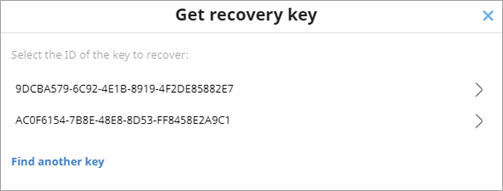 Get recovery key
Select the ID of the key to recover:
9DCBA579-6C92-4E1B-8919-4F2DE85882E7
AC0F6154-7B8E-48E8-8D53-FF8458E2A9C1
Find another key